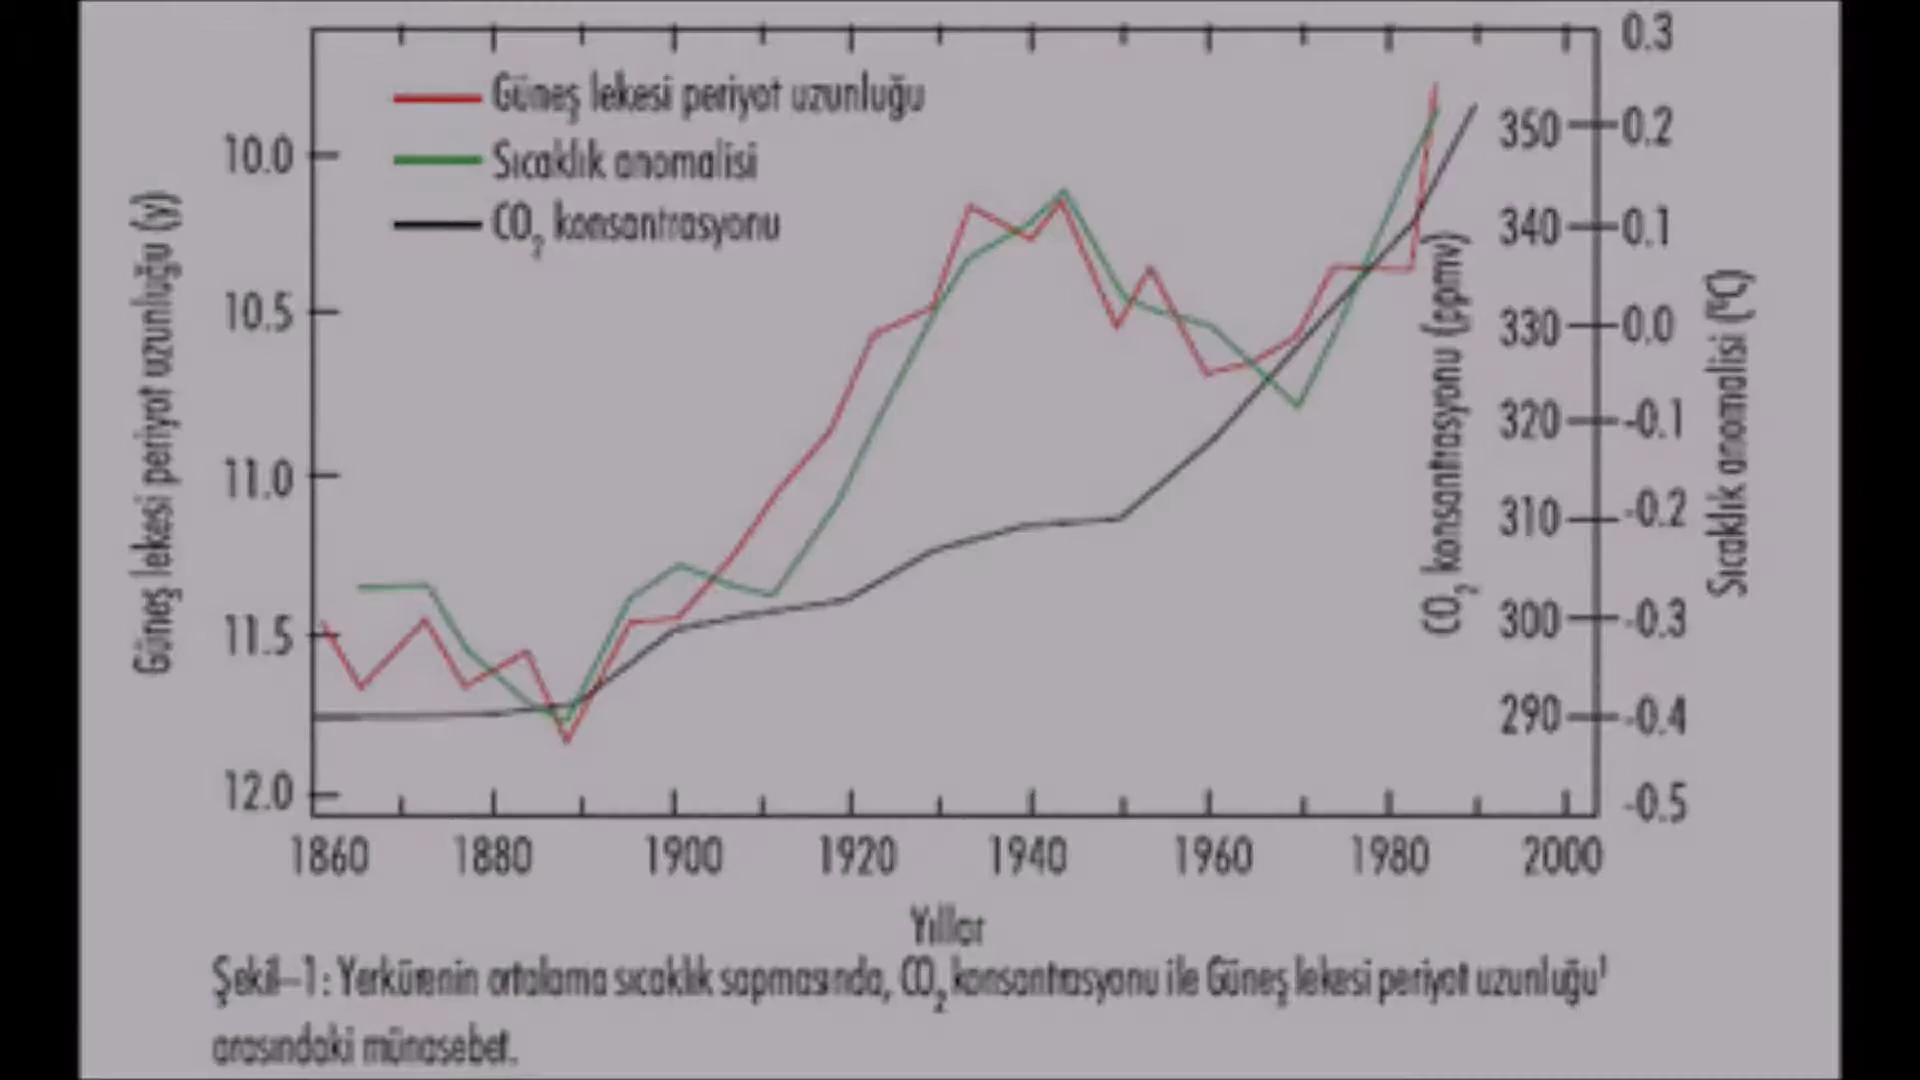 Güneş lekesi periyot uzunluğu
Sıcaklık anomalisi
CO₂ konsantrasyonu
Güneş lekesi periyot uzunluğu (y)
10.0
10.5
11.0
11.5
12.0
CO₂ konsantrasyonu (ppmv)
350
340
330
320
310
300
290
0.3
0.2
0.1
0.0
-0.1
-0.2
-0.3
-0.4
-0.5
Sıcaklık anomalisi (°C)
1860 1880 1900 1920 1940 1960 1980 2000
Yıllar
Şekil–1: Yerkürenin ortalama sıcaklık sapmasında, CO₂ konsantrasyonu ile Güneş lekesi periyot uzunluğu¹
arasındaki münasebet.